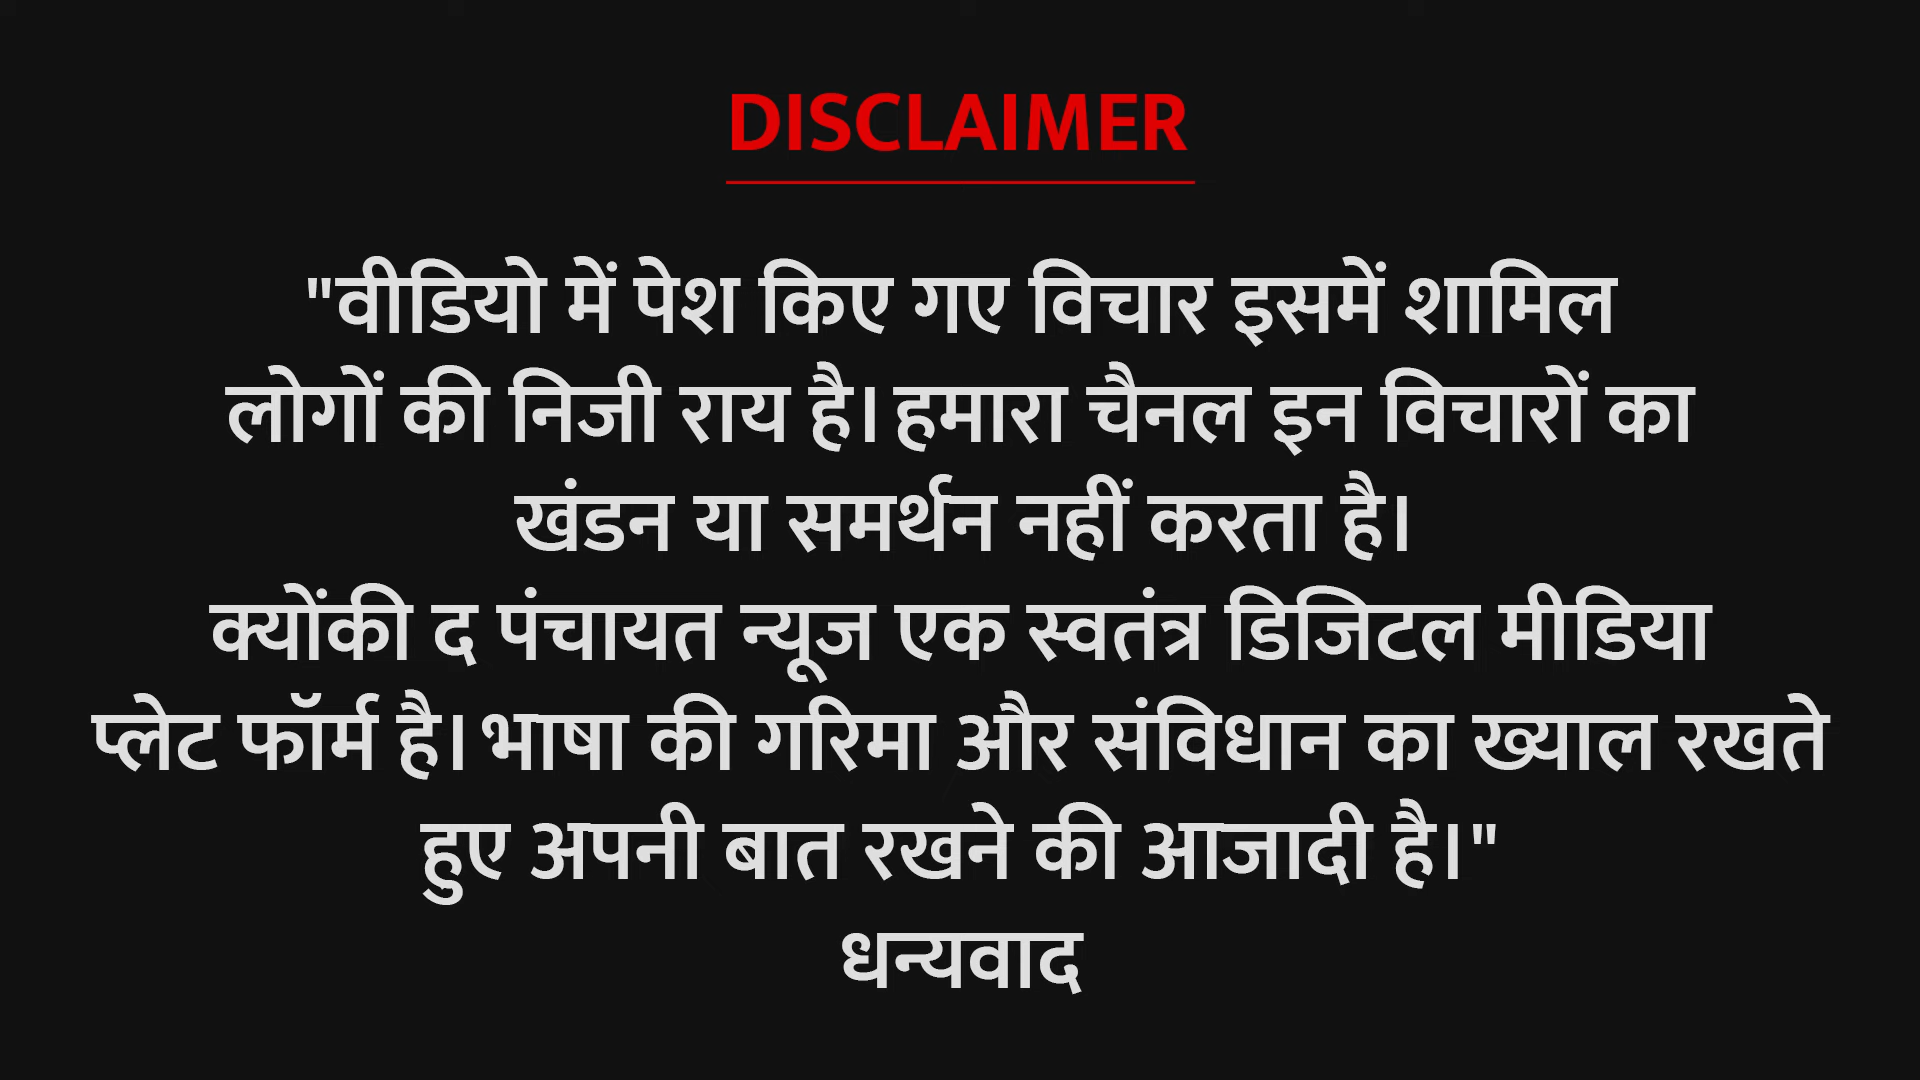 DISCLAIMER
"वीडियो में पेश किए गए विचार इसमें शामिल
लोगों की निजी राय है। हमारा चैनल इन विचारों का
खंडन या समर्थन नहीं करता है।
क्योंकी द पंचायत न्यूज एक स्वतंत्र डिजिटल मीडिया
प्लेट फॉर्म है। भाषा की गरिमा और संविधान का ख्याल रखते
हुए अपनी बात रखने की आजादी है।"
धन्यवाद